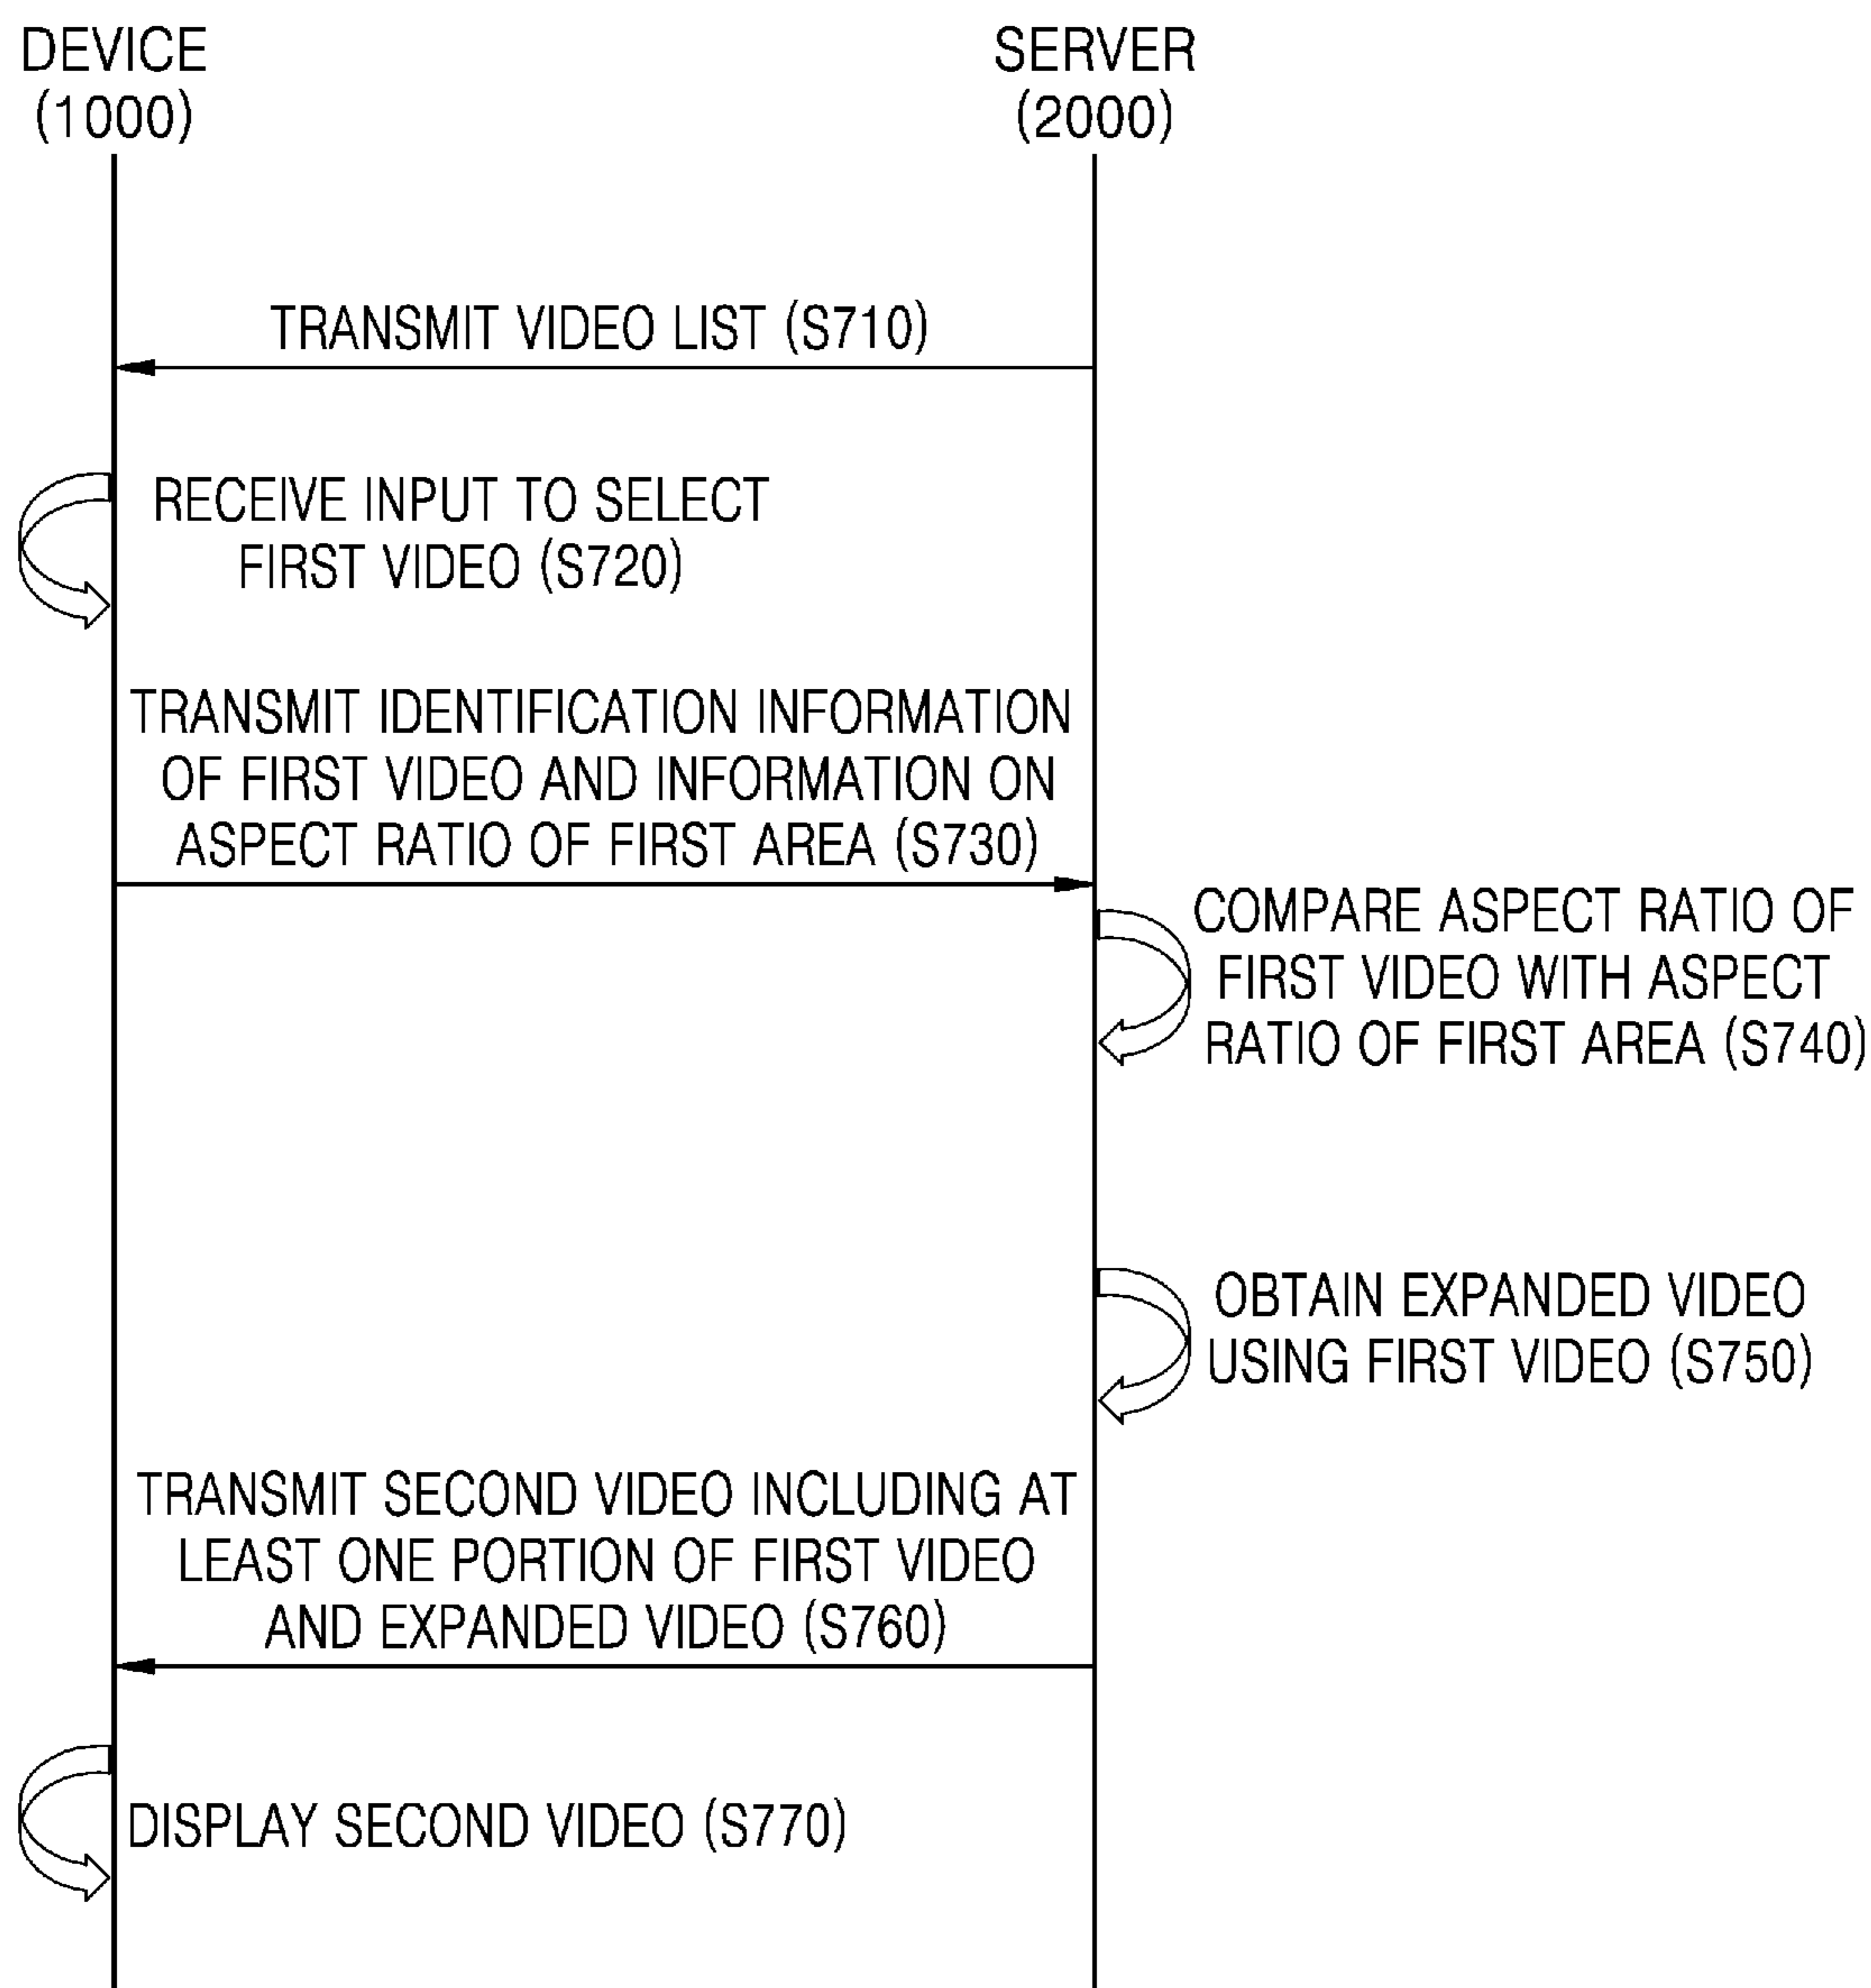 DEVICE
(1000)
SERVER
(2000)
TRANSMIT VIDEO LIST (S710)
RECEIVE INPUT TO SELECT
FIRST VIDEO (S720)
TRANSMIT IDENTIFICATION INFORMATION
OF FIRST VIDEO AND INFORMATION ON
ASPECT RATIO OF FIRST AREA (S730)
COMPARE ASPECT RATIO OF
FIRST VIDEO WITH ASPECT
RATIO OF FIRST AREA (S740)
OBTAIN EXPANDED VIDEO
USING FIRST VIDEO (S750)
TRANSMIT SECOND VIDEO INCLUDING AT
LEAST ONE PORTION OF FIRST VIDEO
AND EXPANDED VIDEO (S760)
DISPLAY SECOND VIDEO (S770)